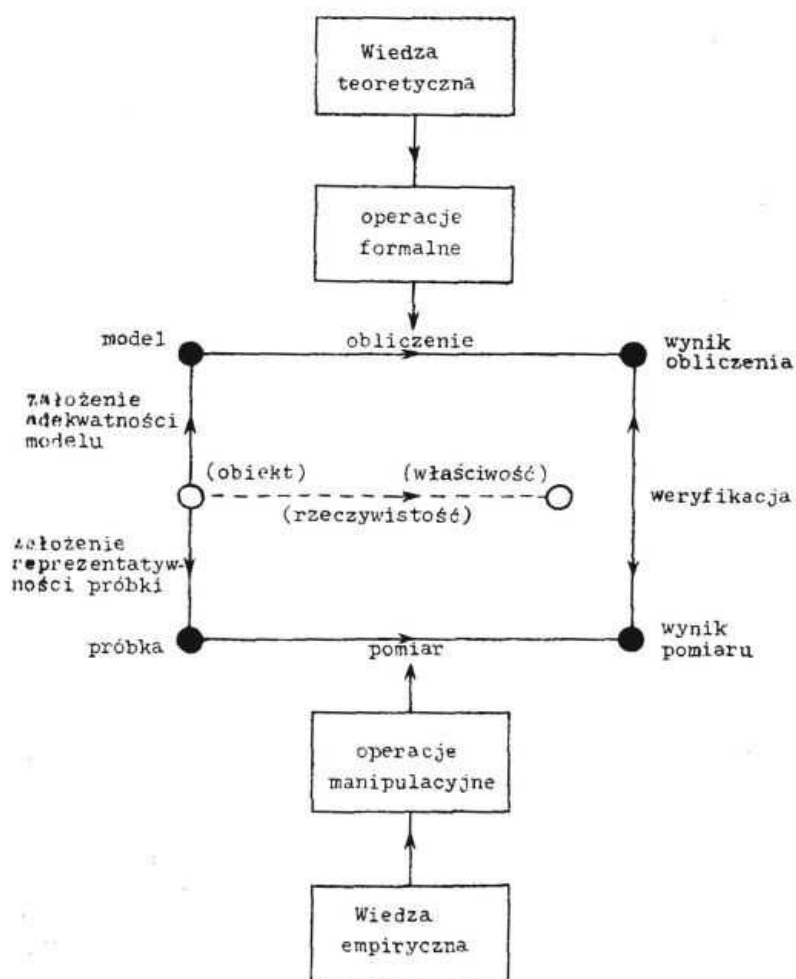 Wiedza
teoretyczna
operacje
formalne
model
obliczenie
wynik
obliczenia
założenie
adekwatności
modelu
(obiekt)
(właściwość)
(rzeczywistość)
weryfikacja
założenie
reprezentatyw-
ności próbki
próbka
pomiar
wynik
pomiaru
operacje
manipulacyjne
Wiedza
empiryczna